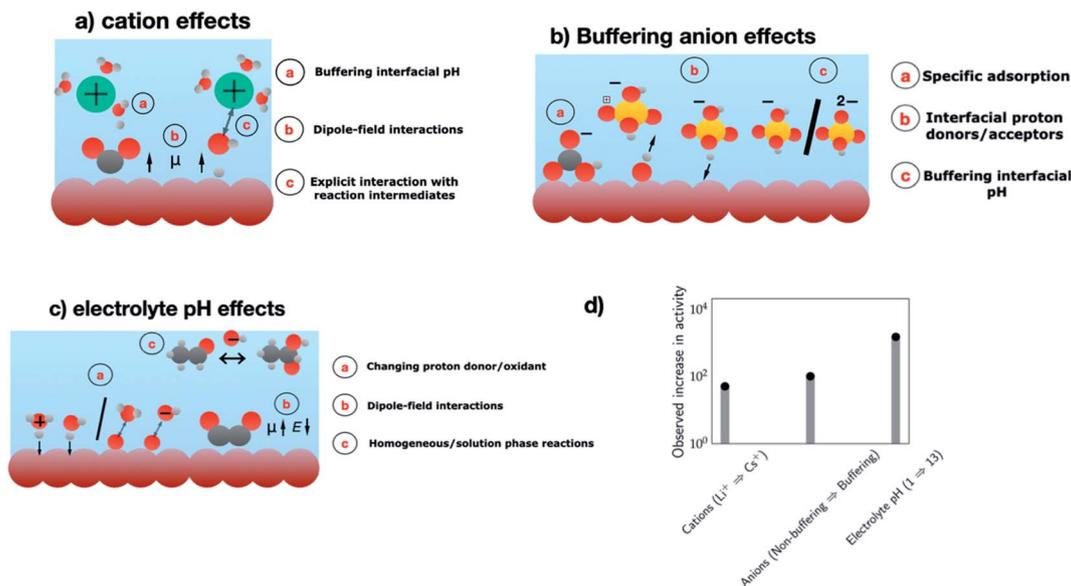 a) cation effects
a
b
c
μ
a Buffering interfacial pH
b Dipole-field interactions
c Explicit interaction with
reaction intermediates
b) Buffering anion effects
a
b
c
2−
a Specific adsorption
b Interfacial proton
donors/acceptors
c Buffering interfacial
pH
c) electrolyte pH effects
c
a
b
μ E
a Changing proton donor/oxidant
b Dipole-field interactions
c Homogeneous/solution phase reactions
d)
Observed increase in activity
10⁴
10²
10⁰
Cations (Li⁺ ⇒ Cs⁺)
Anions (Non-buffering ⇒ Buffering)
Electrolyte pH (1 ⇒ 13)